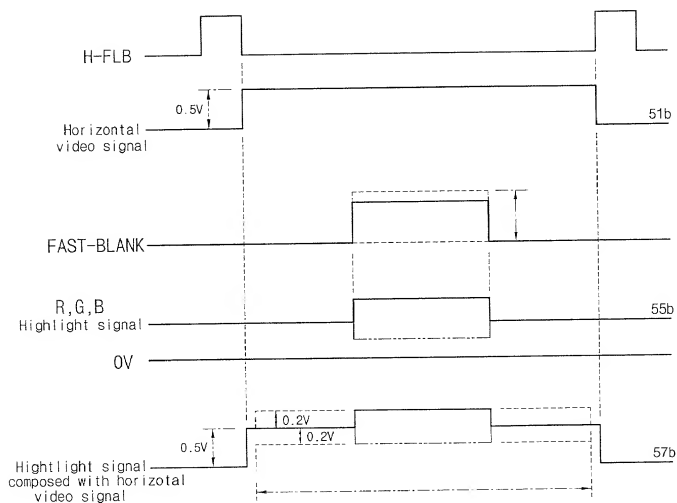 H-FLB
0.5V
51b
Horizontal
video signal
FAST-BLANK
R,G,B
Highlight signal
55b
0V
0.2V
0.2V
0.5V
57b
Hightlight signal
composed with horizotal
video signal